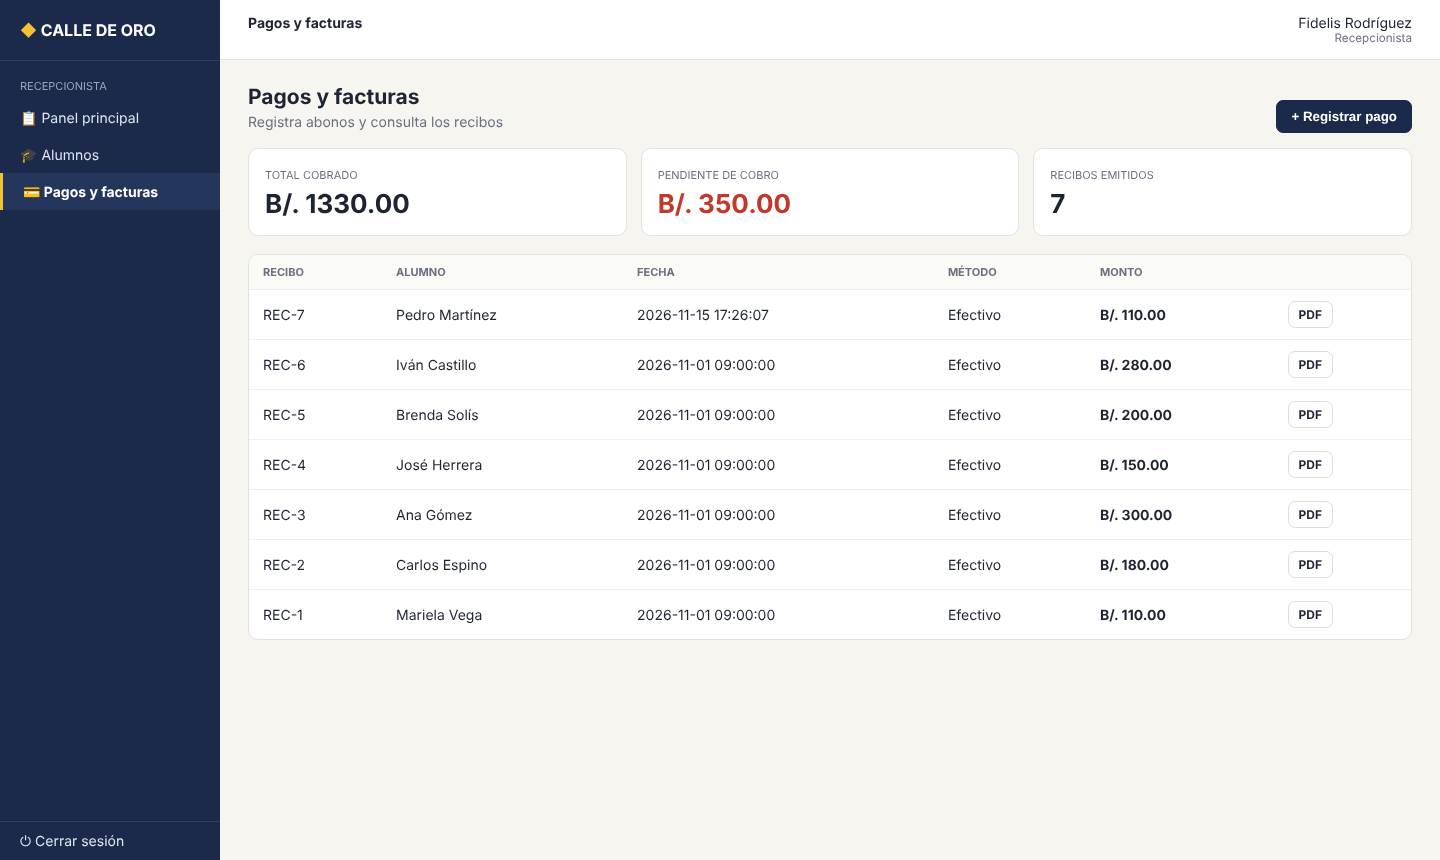 CALLE DE ORO
RECEPCIONISTA
Panel principal
Alumnos
Pagos y facturas
Cerrar sesión
Pagos y facturas
Fidelis Rodríguez
Recepcionista
Pagos y facturas
Registra abonos y consulta los recibos
+ Registrar pago
TOTAL COBRADO
B/. 1330.00
PENDIENTE DE COBRO
B/. 350.00
RECIBOS EMITIDOS
7
RECIBO ALUMNO FECHA MÉTODO MONTO
REC-7 Pedro Martínez 2026-11-15 17:26:07 Efectivo B/. 110.00 PDF
REC-6 Iván Castillo 2026-11-01 09:00:00 Efectivo B/. 280.00 PDF
REC-5 Brenda Solís 2026-11-01 09:00:00 Efectivo B/. 200.00 PDF
REC-4 José Herrera 2026-11-01 09:00:00 Efectivo B/. 150.00 PDF
REC-3 Ana Gómez 2026-11-01 09:00:00 Efectivo B/. 300.00 PDF
REC-2 Carlos Espino 2026-11-01 09:00:00 Efectivo B/. 180.00 PDF
REC-1 Mariela Vega 2026-11-01 09:00:00 Efectivo B/. 110.00 PDF